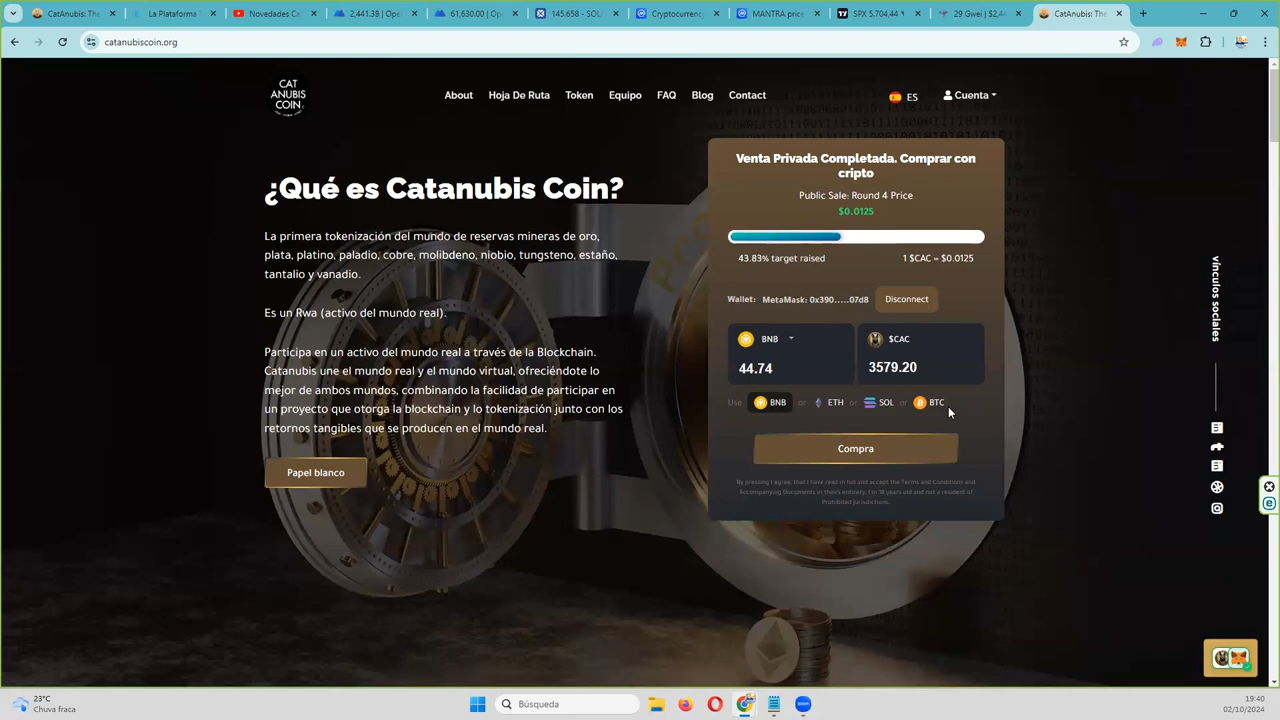 CatAnubis: The
La Plataforma
Novedades Ca
2,441.38 | Ope
61,630.00 | Op
145.658 - SOL
Cryptocurrenc
MANTRA price
SPX 5.704,44
29 Gwei | $2,4
CatAnubis: The
catanubiscoin.org
CAT
ANUBIS
COIN
About
Hoja De Ruta
Token
Equipo
FAQ
Blog
Contact
ES
Cuenta
¿Qué es Catanubis Coin?
La primera tokenización del mundo de reservas mineras de oro,
plata, platino, paladio, cobre, molibdeno, niobio, tungsteno, estaño,
tantalio y vanadio.
Es un Rwa (activo del mundo real).
Participa en un activo del mundo real a través de la Blockchain.
Catanubis une el mundo real y el mundo virtual, ofreciéndote lo
mejor de ambos mundos, combinando la facilidad de participar en
un proyecto que otorga la blockchain y lo tokenización junto con los
retornos tangibles que se producen en el mundo real.
Papel blanco
Venta Privada Completada. Comprar con
cripto
Public Sale: Round 4 Price
$0.0125
43.83% target raised
1 $CAC = $0.0125
Wallet: MetaMask: 0x390.....07d8 Disconnect
BNB
$CAC
44.74
3579.20
Use BNB or ETH or SOL or BTC
Compra
By pressing I agree, that I have read in full and accept the Terms and Conditions and
Accompanying Documents in theirs entirety, I'm 18 years old and not a resident of
Prohibited Jurisdictions.
vínculos sociales
23°C
Chuva fraca
Búsqueda
zoom
19:40
02/10/2024